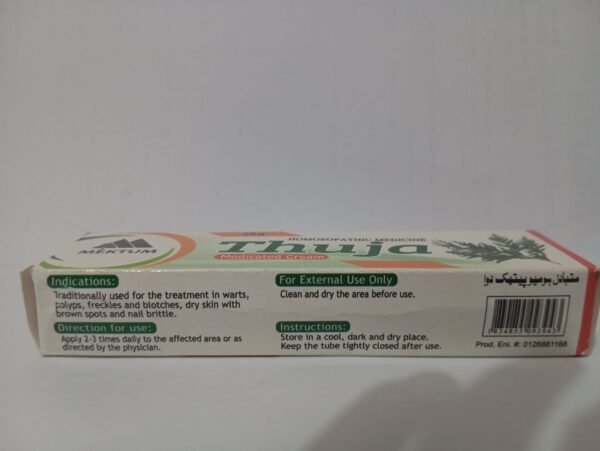 25 g
HOMOEOPATHIC MEDICINE
MEKTUM
Thuja
Medicated Cream
Indications:
Traditionally used for the treatment in warts,
polyps, freckles and blotches, dry skin with
brown spots and nail brittle.
Direction for use:
Apply 2-3 times daily to the affected area or as
directed by the physician.
For External Use Only
Clean and dry the area before use.
Instructions:
Store in a cool, dark and dry place.
Keep the tube tightly closed after use.
متبادل ہومیوپیتھک دوا
Prod. Enl. #: 0126881168